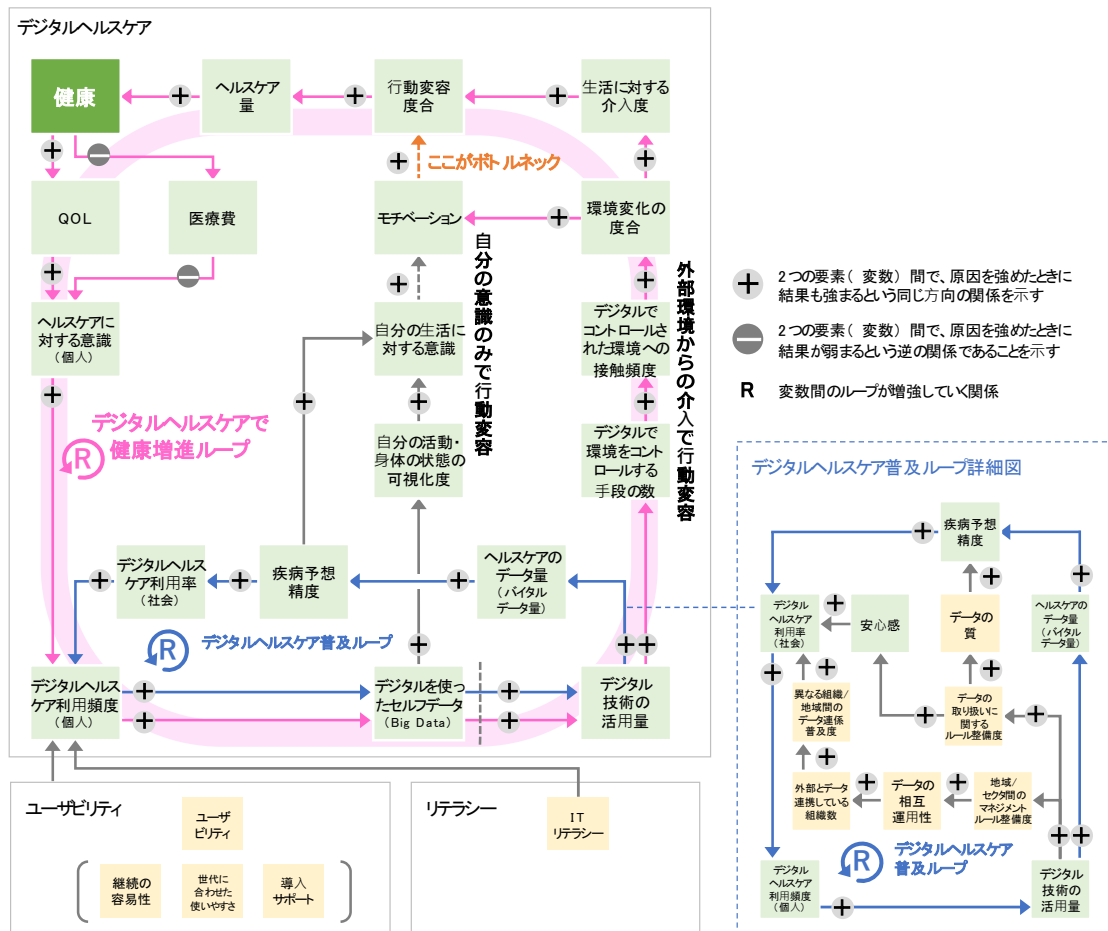 デジタルヘルスケア
健康
ヘルスケア
量
行動変容
度合
生活に対する
介入度
ここがボトルネック
QOL
医療費
モチベーション
環境変化の
度合
自分の意識のみで行動変容
外部環境からの介入で行動変容
ヘルスケアに
対する意識
(個人)
自分の生活に
対する意識
デジタルで
コントロールさ
れた環境への
接触頻度
デジタルヘルスケアで
健康増進ループ
R
自分の活動・
身体の状態の
可視化度
デジタルで
環境をコント
ロールする
手段の数
デジタルヘルス
ケア利用率
(社会)
疾病予想
精度
ヘルスケアの
データ量
(バイタル
データ量)
R
デジタルヘルスケア普及ループ
デジタルヘルス
ケア利用頻度
(個人)
デジタルを使っ
たセルフデータ
(Big Data)
デジタル
技術の
活用量
ユーザビリティ
ユーザ
ビリティ
継続の
容易性
世代に
合わせた
使いやすさ
導入
サポート
リテラシー
IT
リテラシー
2つの要素( 変数) 間で、原因を強めたときに
結果も強まるという同じ方向の関係を示す
2つの要素( 変数) 間で、原因を強めたときに
結果が弱まるという逆の関係であることを示す
R 変数間のループが増強していく関係
デジタルヘルスケア普及ループ詳細図
疾病予想
精度
デジタル
ヘルスケア
利用率
(社会)
安心感
データの
質
ヘルスケアの
データ量
(バイタル
データ量)
異なる組織/
地域間の
データ連係
普及度
データの
取り扱いに
関する
ルール整備度
外部とデータ
連携している
組織数
データの
相互
運用性
地域/
セクタ間の
マネジメント
ルール整備度
R
デジタルヘルスケア
普及ループ
デジタル
ヘルスケア
利用頻度
(個人)
デジタル
技術の
活用量